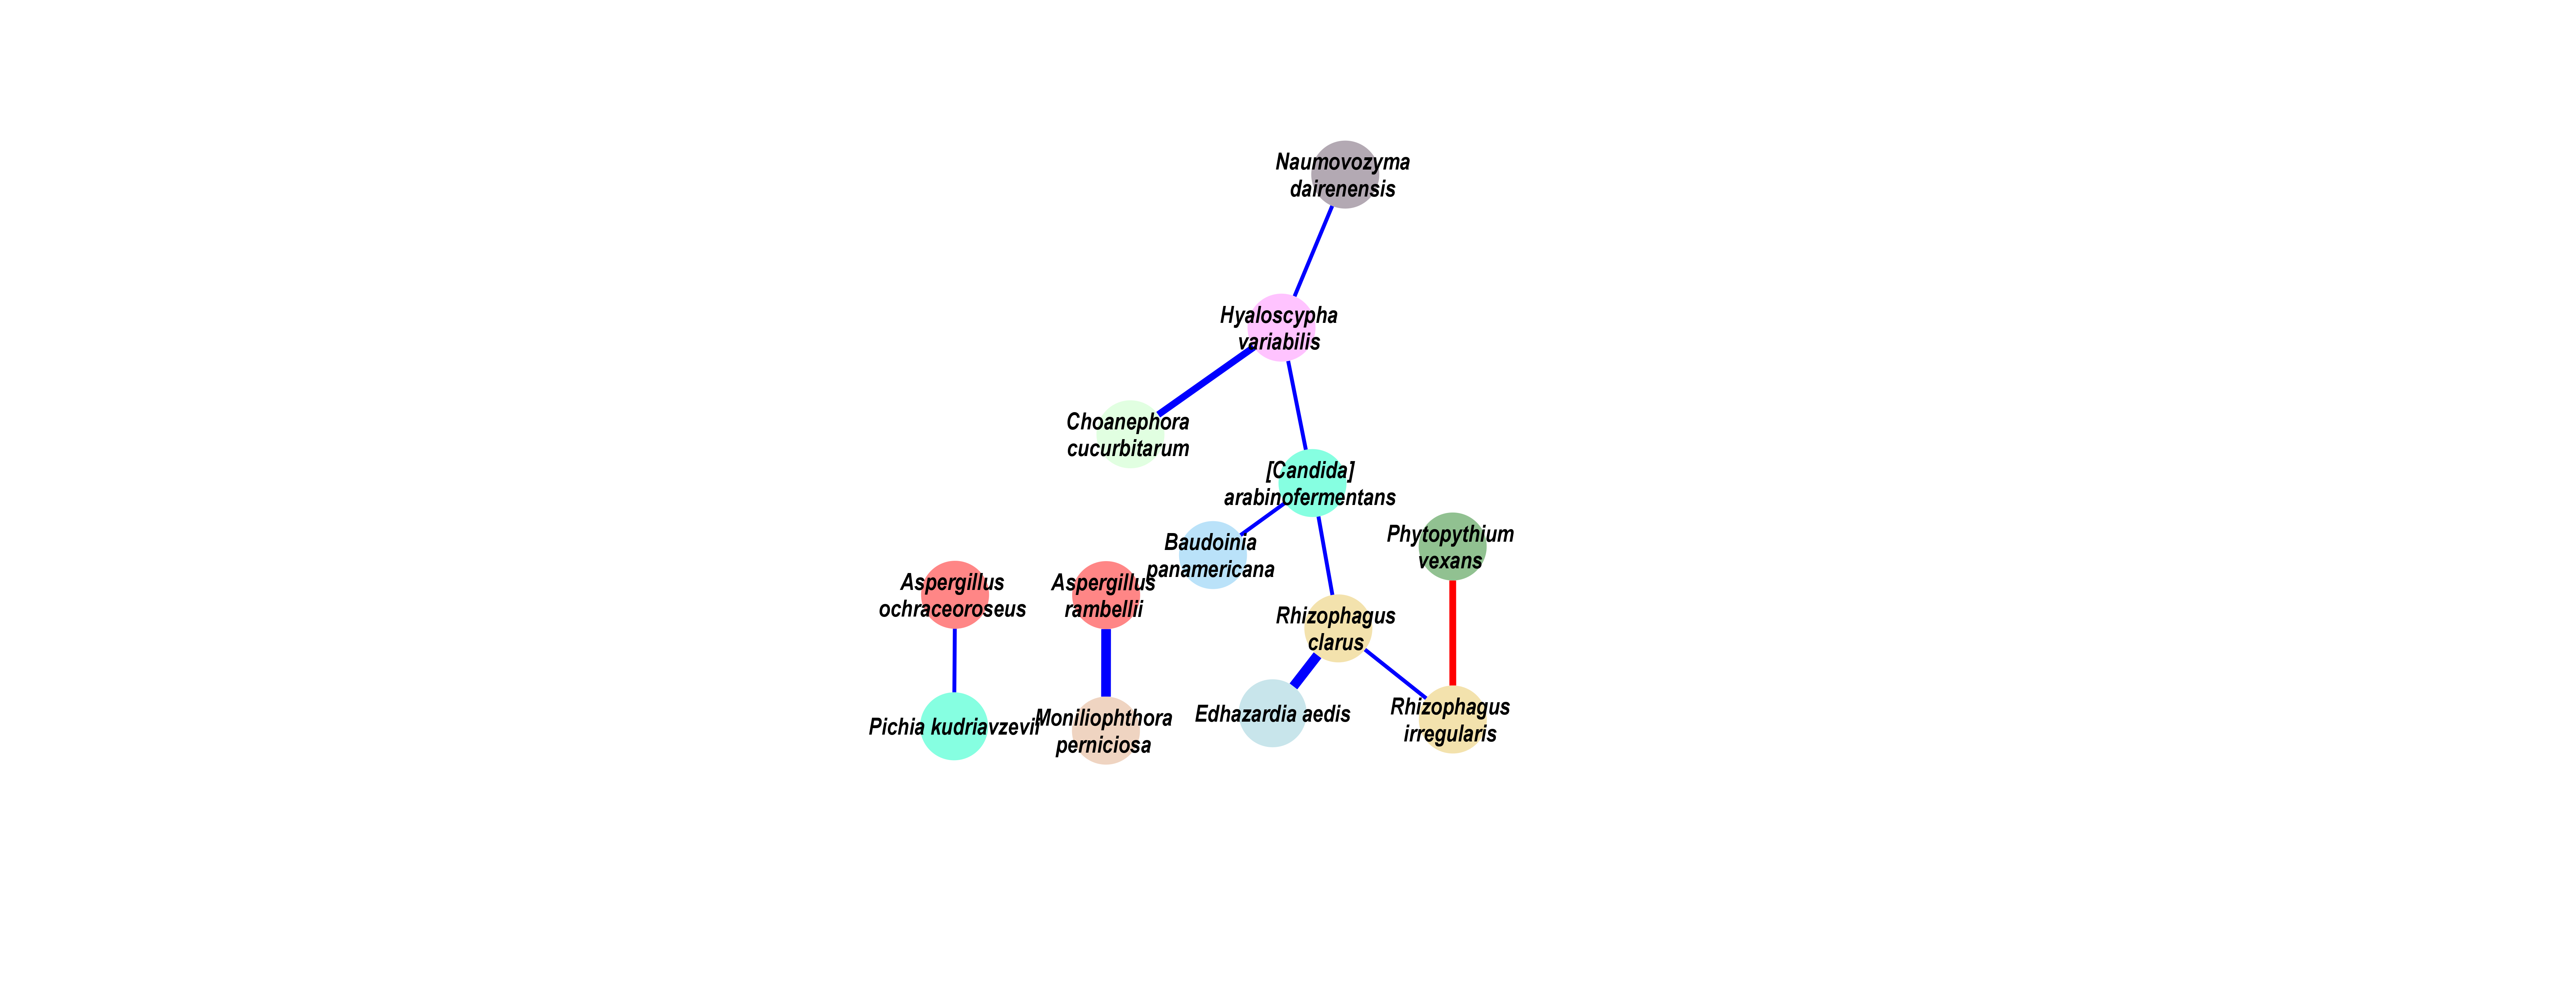 Naumovozyma
dairenensis
Hyaloscypha
variabilis
Choanephora
cucurbitarum
[Candida]
arabinofermentans
Baudoinia
panamericana
Phytopythium
vexans
Aspergillus
ochraceoroseus
Aspergillus
rambellii
Rhizophagus
clarus
Pichia kudriavzevii
Moniliophthora
perniciosa
Edhazardia aedis
Rhizophagus
irregularis